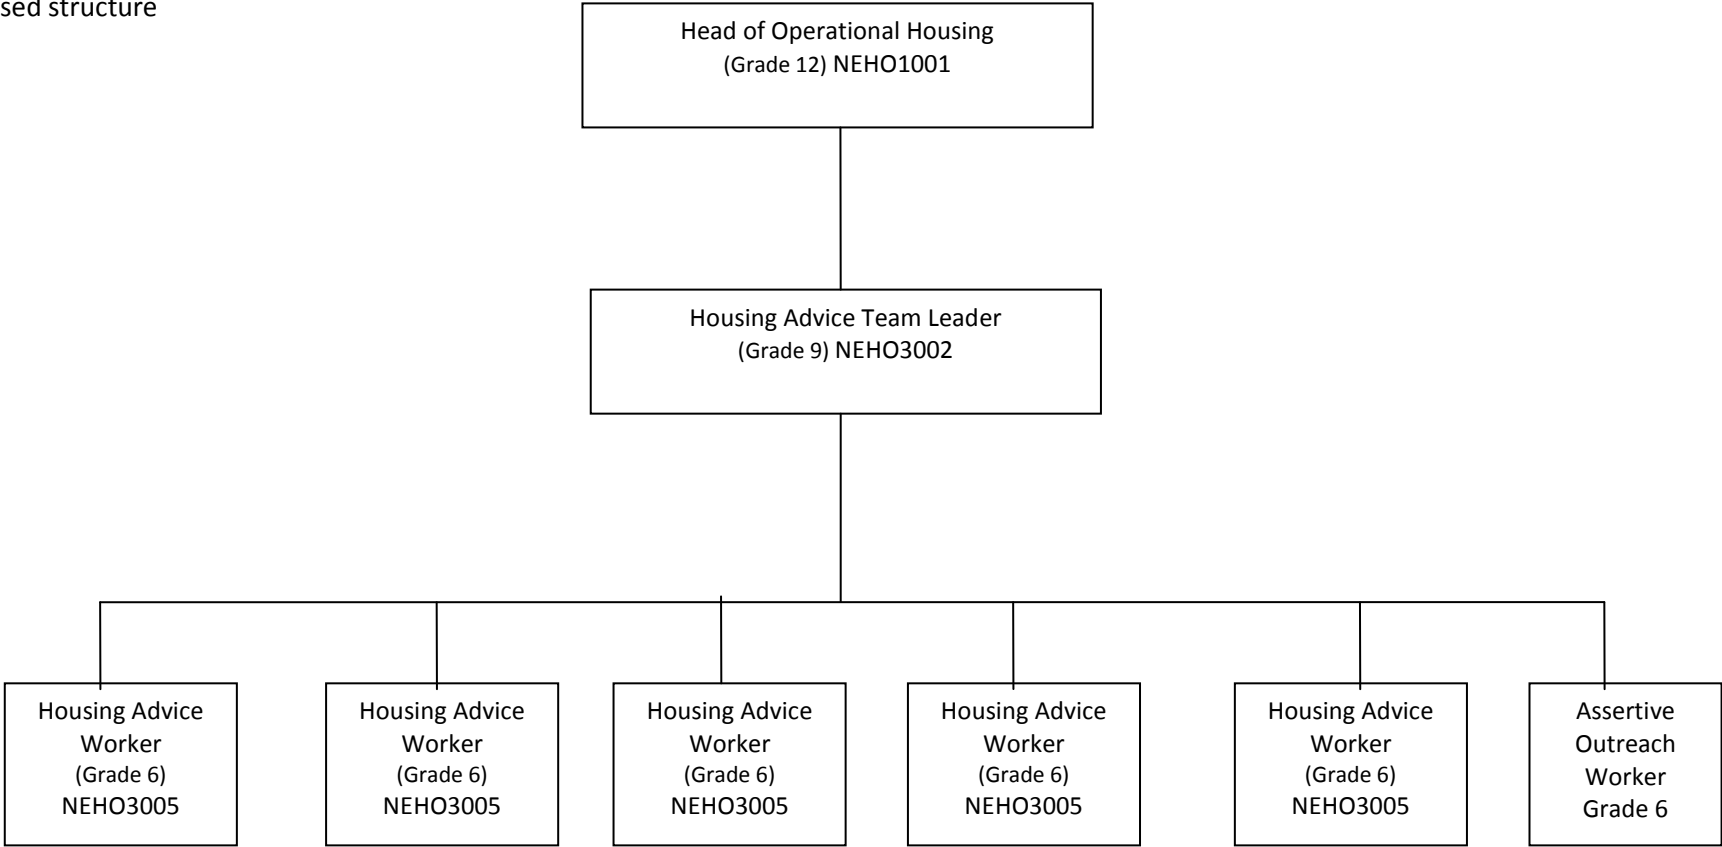 sed structure
Head of Operational Housing
(Grade 12) NEHO1001
Housing Advice Team Leader
(Grade 9) NEHO3002
Housing Advice
Worker
(Grade 6)
NEHO3005
Housing Advice
Worker
(Grade 6)
NEHO3005
Housing Advice
Worker
(Grade 6)
NEHO3005
Housing Advice
Worker
(Grade 6)
NEHO3005
Housing Advice
Worker
(Grade 6)
NEHO3005
Assertive
Outreach
Worker
Grade 6